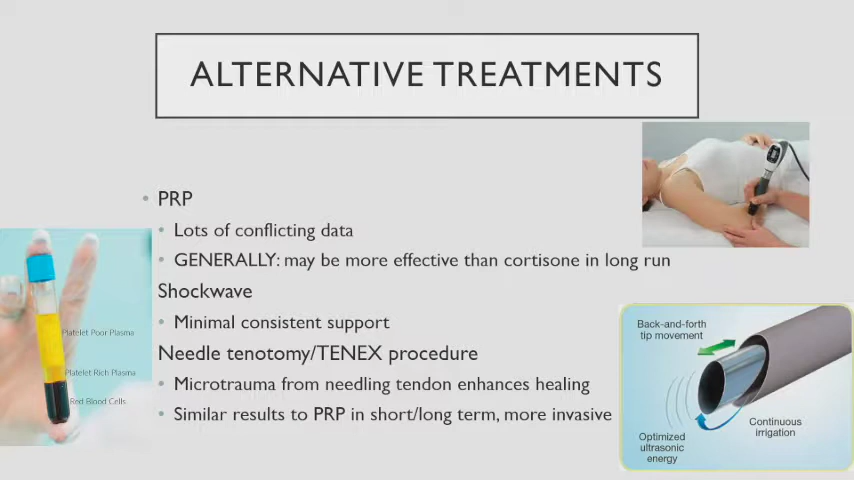 ALTERNATIVE TREATMENTS
• PRP
• Lots of conflicting data
• GENERALLY: may be more effective than cortisone in long run
Shockwave
• Minimal consistent support
Needle tenotomy/TENEX procedure
• Microtrauma from needling tendon enhances healing
• Similar results to PRP in short/long term, more invasive
Platelet Poor Plasma
Platelet Rich Plasma
Red Blood Cells
Back-and-forth
tip movement
Continuous
irrigation
Optimized
ultrasonic
energy